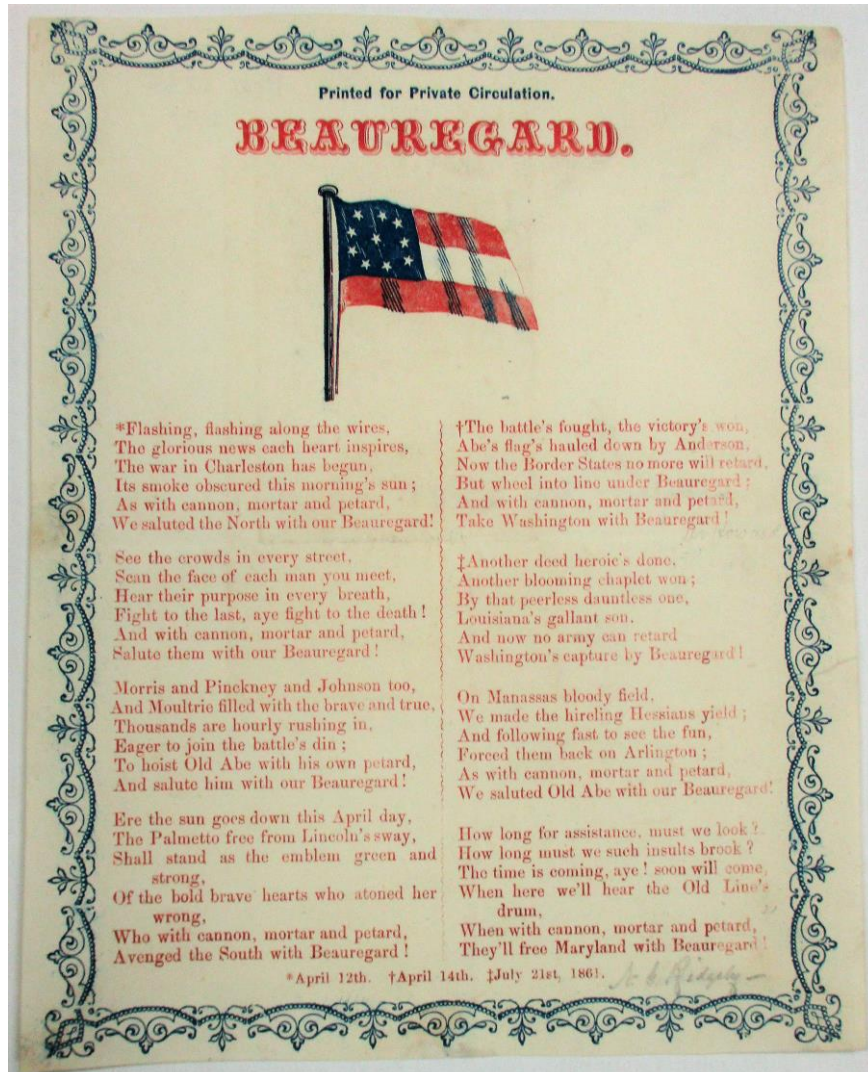 Printed for Private Circulation.
BEAUREGARD.
*Flashing, flashing along the wires,
The glorious news each heart inspires,
The war in Charleston has begun,
Its smoke obscured this morning's sun;
As with cannon, mortar and petard,
We saluted the North with our Beauregard!
See the crowds in every street,
Scan the face of each man you meet,
Hear their purpose in every breath,
Fight to the last, aye fight to the death!
And with cannon, mortar and petard,
Salute them with our Beauregard!
Morris and Pinckney and Johnson too,
And Moultrie filled with the brave and true,
Thousands are hourly rushing in,
Eager to join the battle's din;
To hoist Old Abe with his own petard,
And salute him with our Beauregard!
Ere the sun goes down this April day,
The Palmetto free from Lincoln's sway,
Shall stand as the emblem green and
strong,
Of the bold brave hearts who atoned her
wrong,
Who with cannon, mortar and petard,
Avenged the South with Beauregard!
†The battle's fought, the victory's won,
Abe's flag's hauled down by Anderson,
Now the Border States no more will retard,
But wheel into line under Beauregard;
And with cannon, mortar and petard,
Take Washington with Beauregard!
‡Another deed heroic's done,
Another blooming chaplet won;
By that peerless dauntless one,
Louisiana's gallant son.
And now no army can retard
Washington's capture by Beauregard!
On Manassas bloody field,
We made the hireling Hessians yield;
And following fast to see the fun,
Forced them back on Arlington;
As with cannon, mortar and petard,
We saluted Old Abe with our Beauregard!
How long for assistance, must we look?
How long must we such insults brook?
The time is coming, aye! soon will come,
When here we'll hear the Old Line's
drum,
When with cannon, mortar and petard,
They'll free Maryland with Beauregard!
*April 12th. †April 14th. ‡July 21st, 1861.
Ridgely